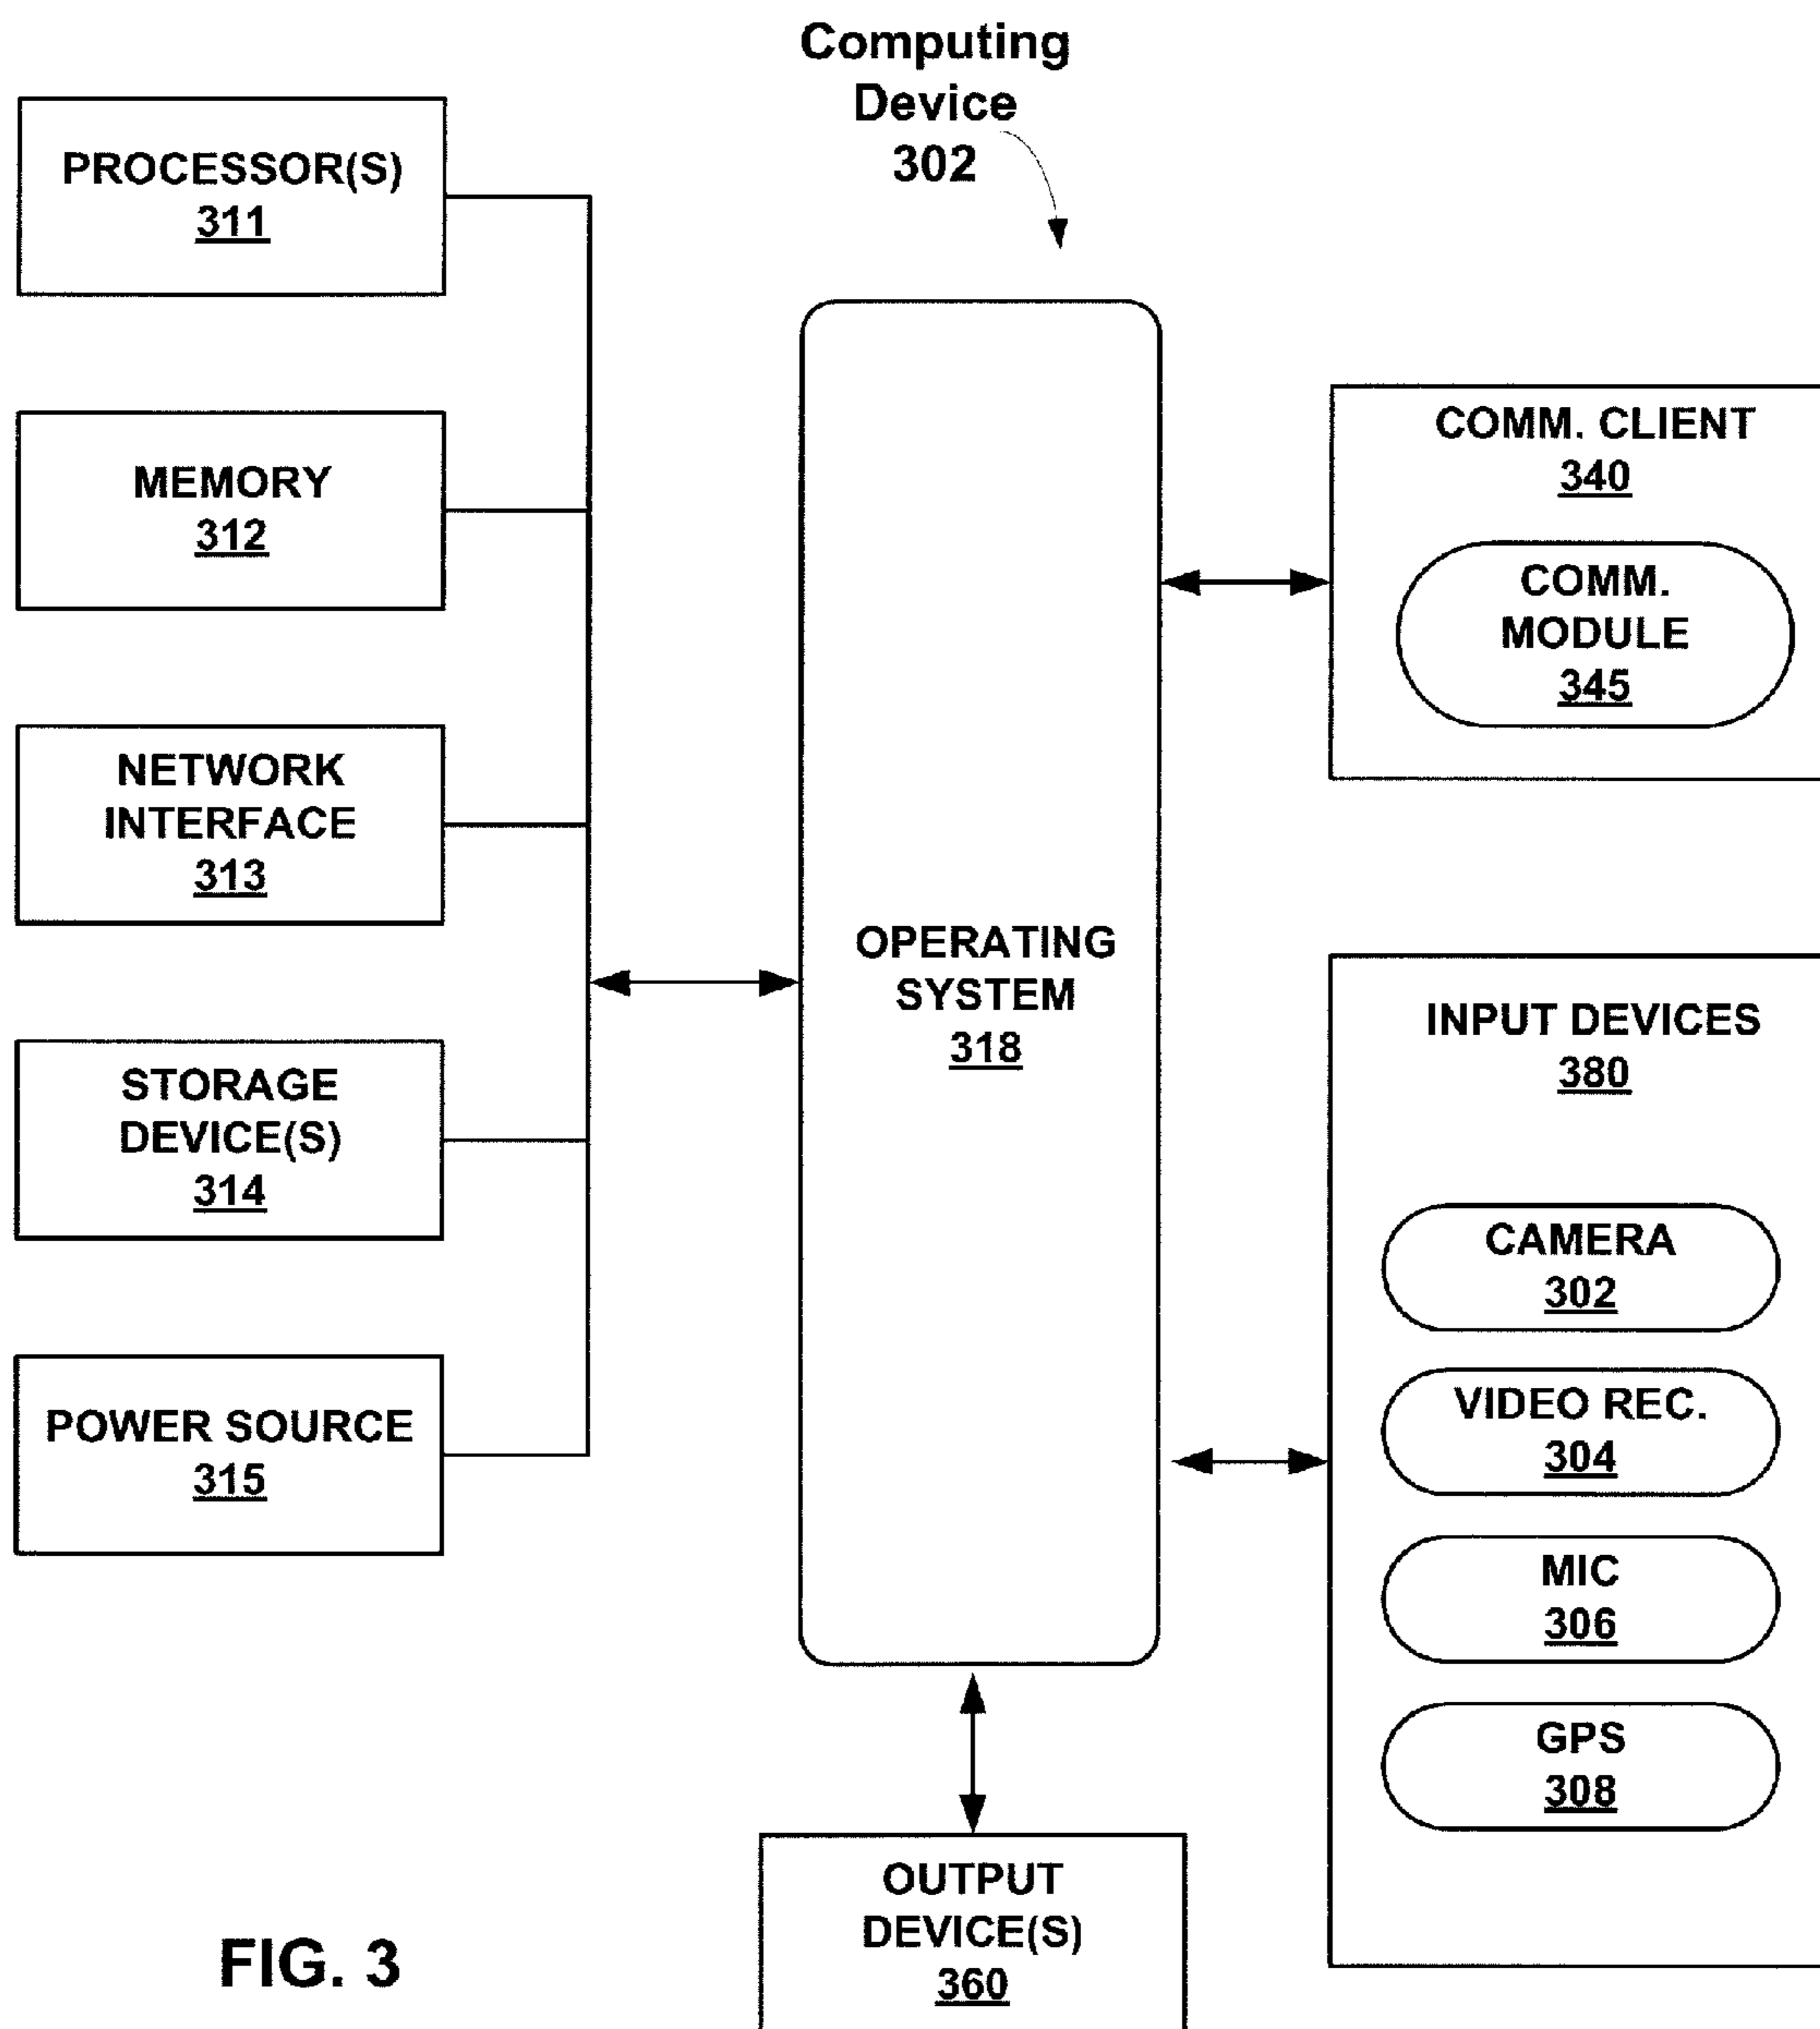 Computing
Device
302
PROCESSOR(S)
311
MEMORY
312
NETWORK
INTERFACE
313
STORAGE
DEVICE(S)
314
POWER SOURCE
315
OPERATING
SYSTEM
318
COMM. CLIENT
340
COMM.
MODULE
345
INPUT DEVICES
380
CAMERA
302
VIDEO REC.
304
MIC
306
GPS
308
OUTPUT
DEVICE(S)
360
FIG. 3